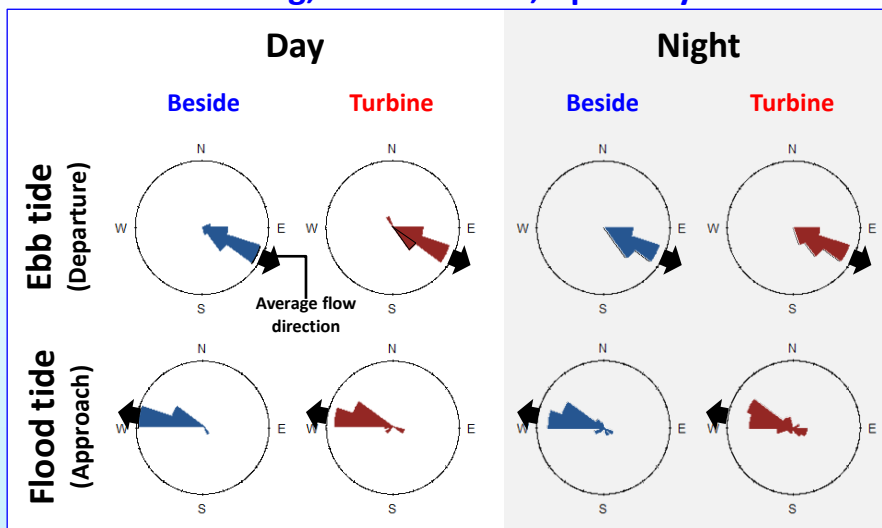 Day
Night
Beside
Turbine
Beside
Turbine
Ebb tide
(Departure)
N
W
E
S
N
W
E
S
N
W
E
S
N
W
E
S
Average flow
direction
Flood tide
(Approach)
N
W
E
S
N
W
E
S
N
W
E
S
N
W
E
S